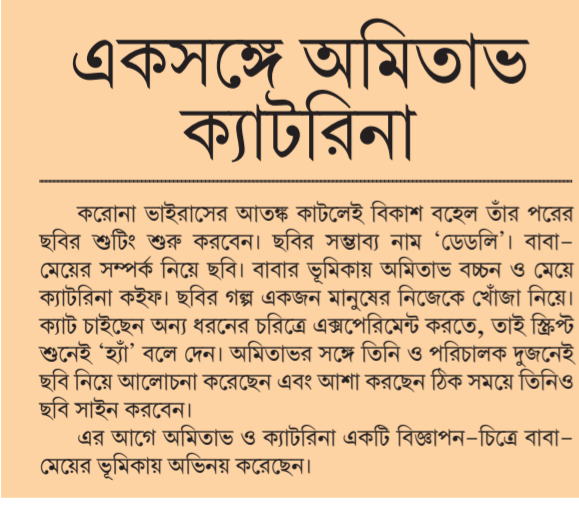 একসঙ্গে অমিতাভ
ক্যাটরিনা
করোনা ভাইরাসের আতঙ্ক কাটলেই বিকাশ বহেল তাঁর পরের
ছবির শুটিং শুরু করবেন। ছবির সম্ভাব্য নাম ‘ডেডলি’। বাবা–
মেয়ের সম্পর্ক নিয়ে ছবি। বাবার ভূমিকায় অমিতাভ বচ্চন ও মেয়ে
ক্যাটরিনা কইফ। ছবির গল্প একজন মানুষের নিজেকে খোঁজা নিয়ে।
ক্যাট চাইছেন অন্য ধরনের চরিত্রে এক্সপেরিমেন্ট করতে, তাই স্ক্রিপ্ট
শুনেই ‘হ্যাঁ’ বলে দেন। অমিতাভর সঙ্গে তিনি ও পরিচালক দুজনেই
ছবি নিয়ে আলোচনা করেছেন এবং আশা করছেন ঠিক সময়ে তিনিও
ছবি সাইন করবেন।
এর আগে অমিতাভ ও ক্যাটরিনা একটি বিজ্ঞাপন–চিত্রে বাবা–
মেয়ের ভূমিকায় অভিনয় করেছেন।